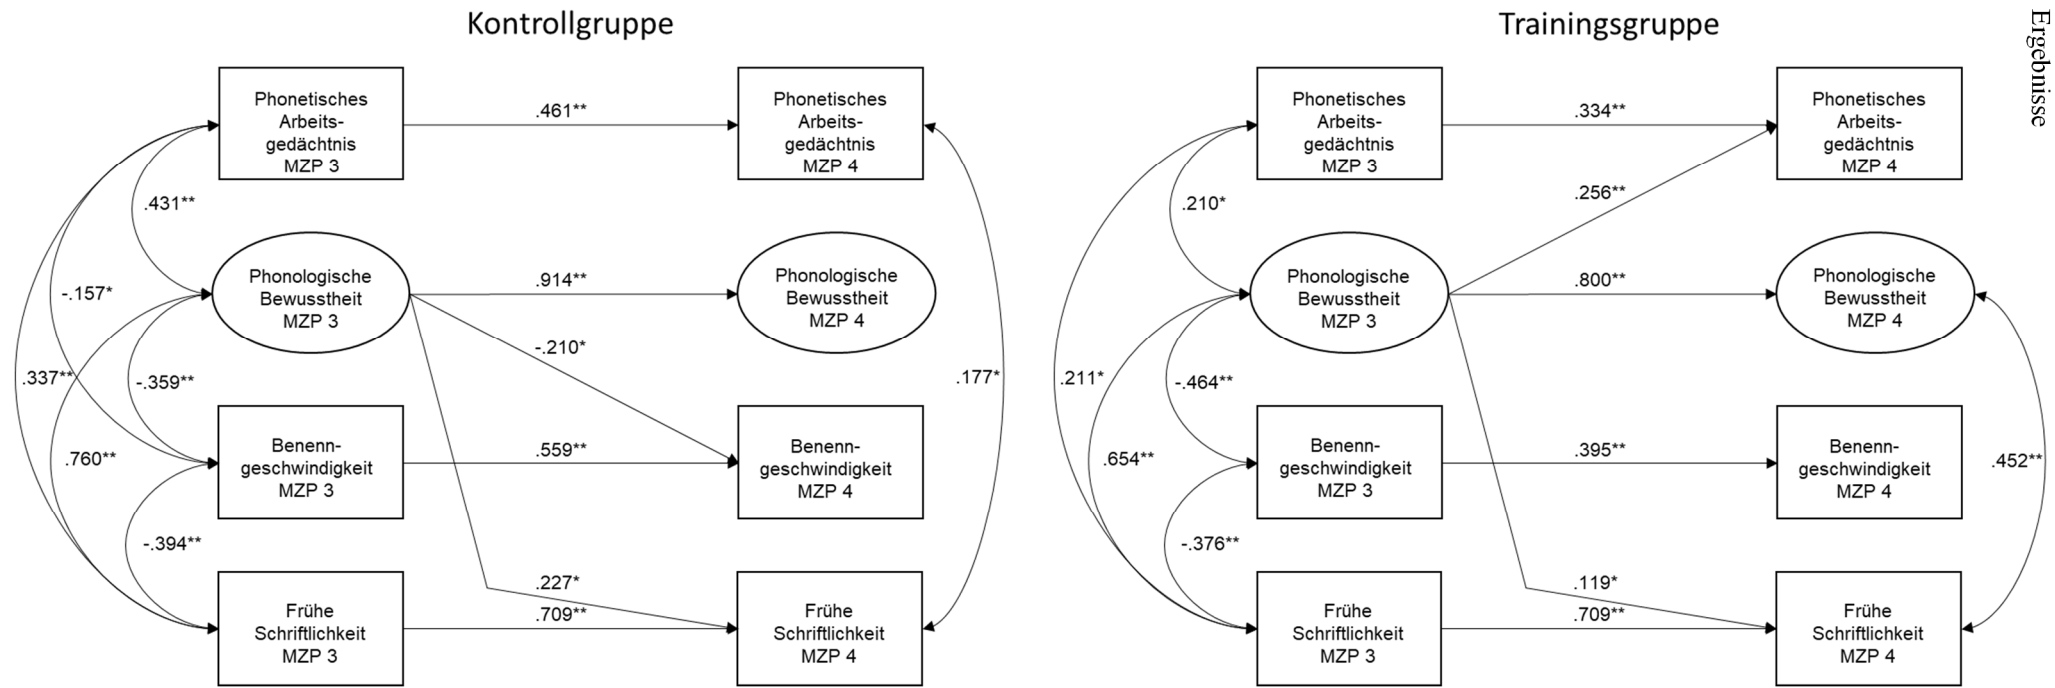 Kontrollgruppe
Phonetisches
Arbeits-
gedächtnis
MZP 3
.461**
Phonetisches
Arbeits-
gedächtnis
MZP 4
.431**
Phonologische
Bewusstheit
MZP 3
.914**
Phonologische
Bewusstheit
MZP 4
-.157*
-.210*
.337**
-.359**
.177*
Benenn-
geschwindigkeit
MZP 3
.559**
Benenn-
geschwindigkeit
MZP 4
.760**
-.394**
Frühe
Schriftlichkeit
MZP 3
.227*
.709**
Frühe
Schriftlichkeit
MZP 4
Trainingsgruppe
Phonetisches
Arbeits-
gedächtnis
MZP 3
.334**
Phonetisches
Arbeits-
gedächtnis
MZP 4
.210*
.256**
Phonologische
Bewusstheit
MZP 3
.800**
Phonologische
Bewusstheit
MZP 4
.211*
-.464**
Benenn-
geschwindigkeit
MZP 3
.395**
Benenn-
geschwindigkeit
MZP 4
.654**
.452**
-.376**
Frühe
Schriftlichkeit
MZP 3
.119*
.709**
Frühe
Schriftlichkeit
MZP 4
Ergebnisse